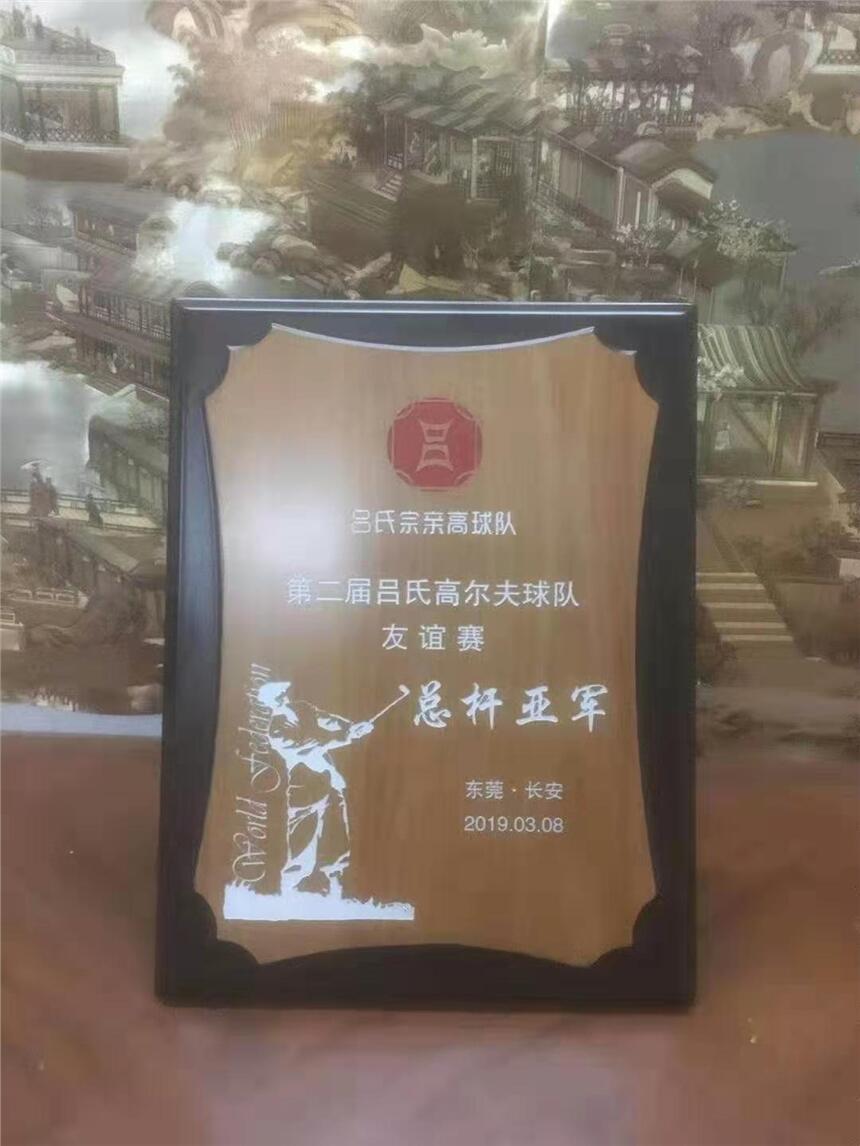 吕
吕氏宗亲高球队
第二届吕氏高尔夫球队
友谊赛
总杆亚军
World Federation
东莞·长安
2019.03.08